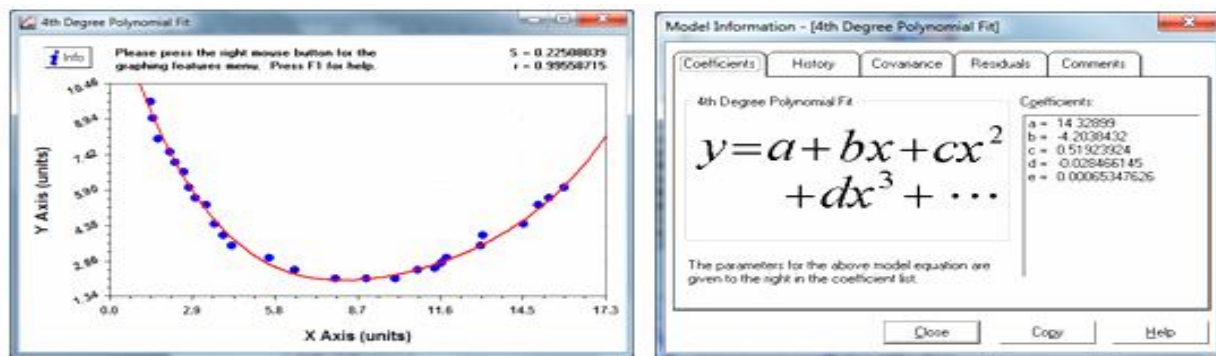 4th Degree Polynomial Fit
Info
Please press the right mouse button for the
graphing features menu. Press F1 for help.
S = 0.22508039
r = 0.99558715
Y Axis (units)
10.46
8.94
7.42
5.90
4.38
2.86
1.34
0.0 2.9 5.8 8.7 11.6 14.5 17.3
X Axis (units)
Model Information - [4th Degree Polynomial Fit]
Coefficients History Covariance Residuals Comments
4th Degree Polynomial Fit
y=a+bx+cx²
+dx³+⋯
The parameters for the above model equation are
given to the right in the coefficient list.
Coefficients:
a = 14.32899
b = -4.2038432
c = 0.51923924
d = -0.028466145
e = 0.00065347626
Close Copy Help